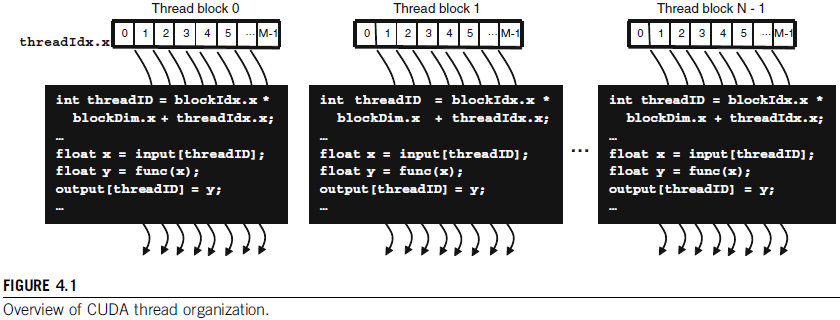 Thread block 0
threadIdx.x 0 1 2 3 4 5 ... M-1
int threadID = blockIdx.x *
blockDim.x + threadIdx.x;
…
float x = input[threadID];
float y = func(x);
output[threadID] = y;
…
Thread block 1
0 1 2 3 4 5 ... M-1
int threadID = blockIdx.x *
blockDim.x + threadIdx.x;
…
float x = input[threadID];
float y = func(x);
output[threadID] = y;
…
...
Thread block N - 1
0 1 2 3 4 5 ... M-1
int threadID = blockIdx.x *
blockDim.x + threadIdx.x;
…
float x = input[threadID];
float y = func(x);
output[threadID] = y;
…
FIGURE 4.1
Overview of CUDA thread organization.